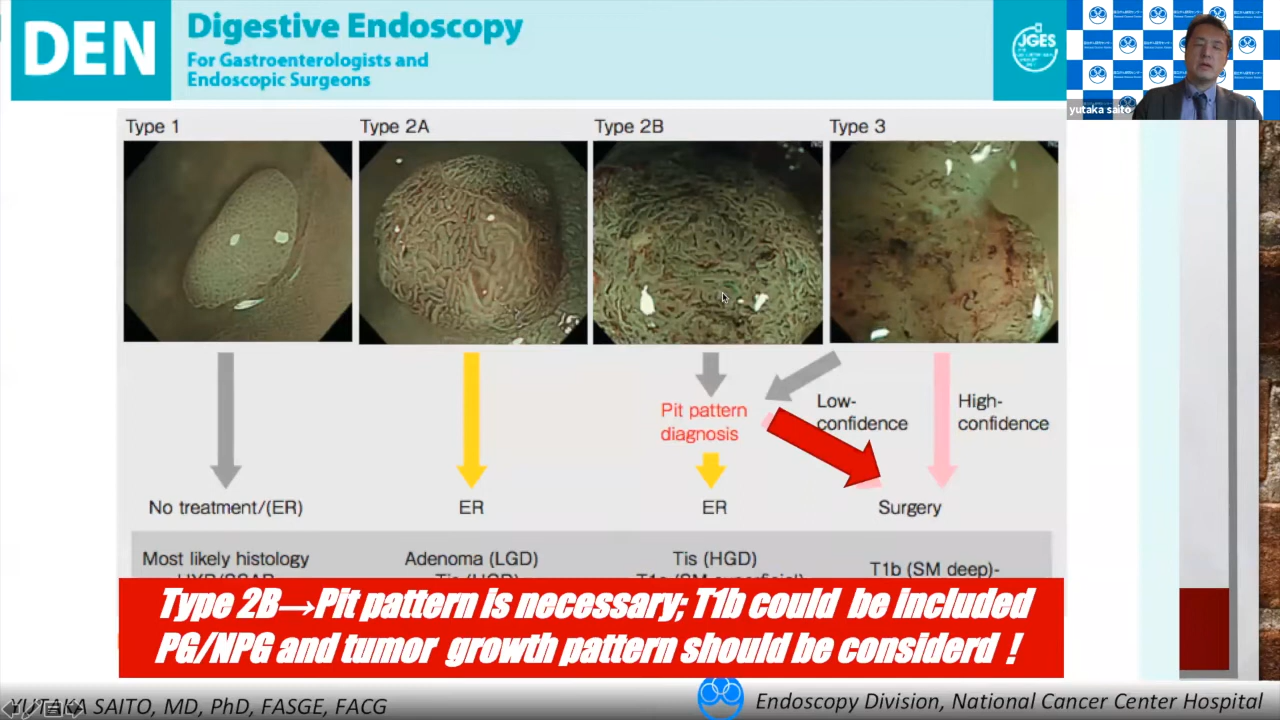 DEN
Digestive Endoscopy
For Gastroenterologists and
Endoscopic Surgeons
JGES
yutaka saito
Type 1
Type 2A
Type 2B
Type 3
Pit pattern
diagnosis
Low-
confidence
High-
confidence
No treatment/(ER)
ER
ER
Surgery
Most likely histology
Adenoma (LGD)
Tis (HGD)
T1b (SM deep)-
Type 2B→Pit pattern is necessary; T1b could be included
PG/NPG and tumor growth pattern should be considerd !
YUTAKA SAITO, MD, PhD, FASGE, FACG
Endoscopy Division, National Cancer Center Hospital